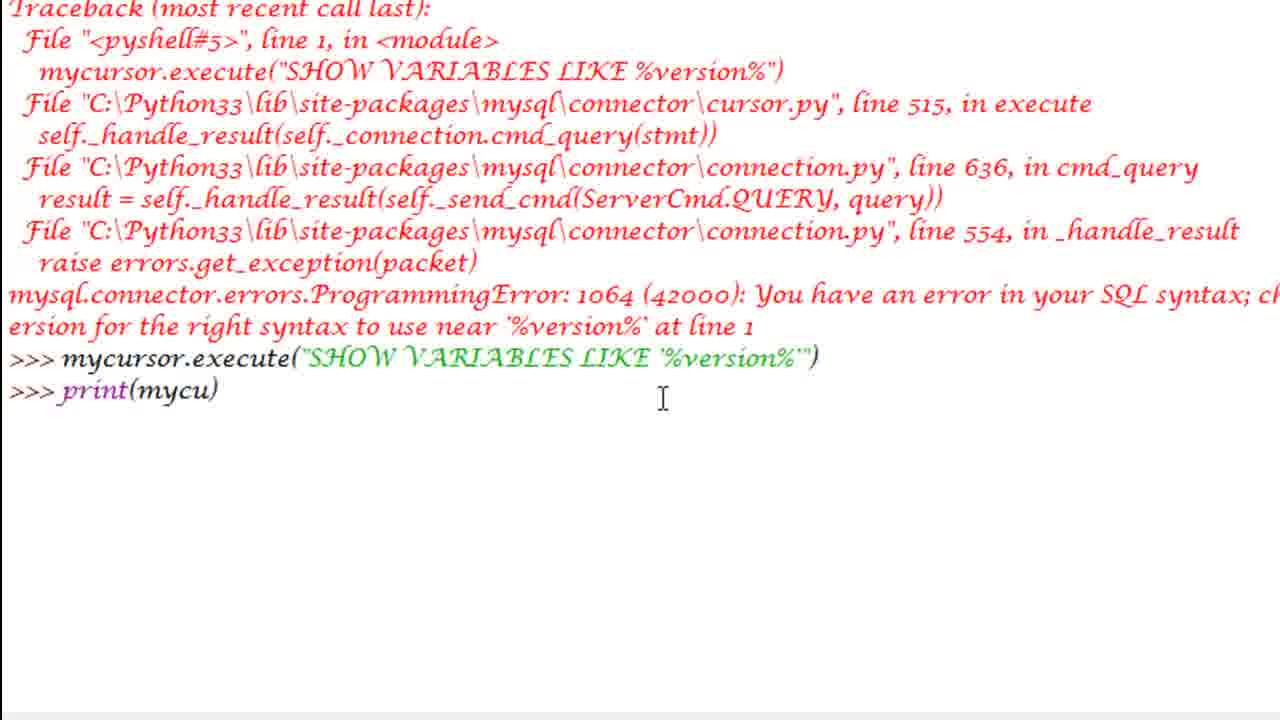 Traceback (most recent call last):
File "<pyshell#5>", line 1, in <module>
mycursor.execute("SHOW VARIABLES LIKE %version%")
File "C:\Python33\lib\site-packages\mysql\connector\cursor.py", line 515, in execute
self._handle_result(self._connection.cmd_query(stmt))
File "C:\Python33\lib\site-packages\mysql\connector\connection.py", line 636, in cmd_query
result = self._handle_result(self._send_cmd(ServerCmd.QUERY, query))
File "C:\Python33\lib\site-packages\mysql\connector\connection.py", line 554, in _handle_result
raise errors.get_exception(packet)
mysql.connector.errors.ProgrammingError: 1064 (42000): You have an error in your SQL syntax; ch
ersion for the right syntax to use near '%version%' at line 1
>>> mycursor.execute("SHOW VARIABLES LIKE '%version%'")
>>> print(mycu)